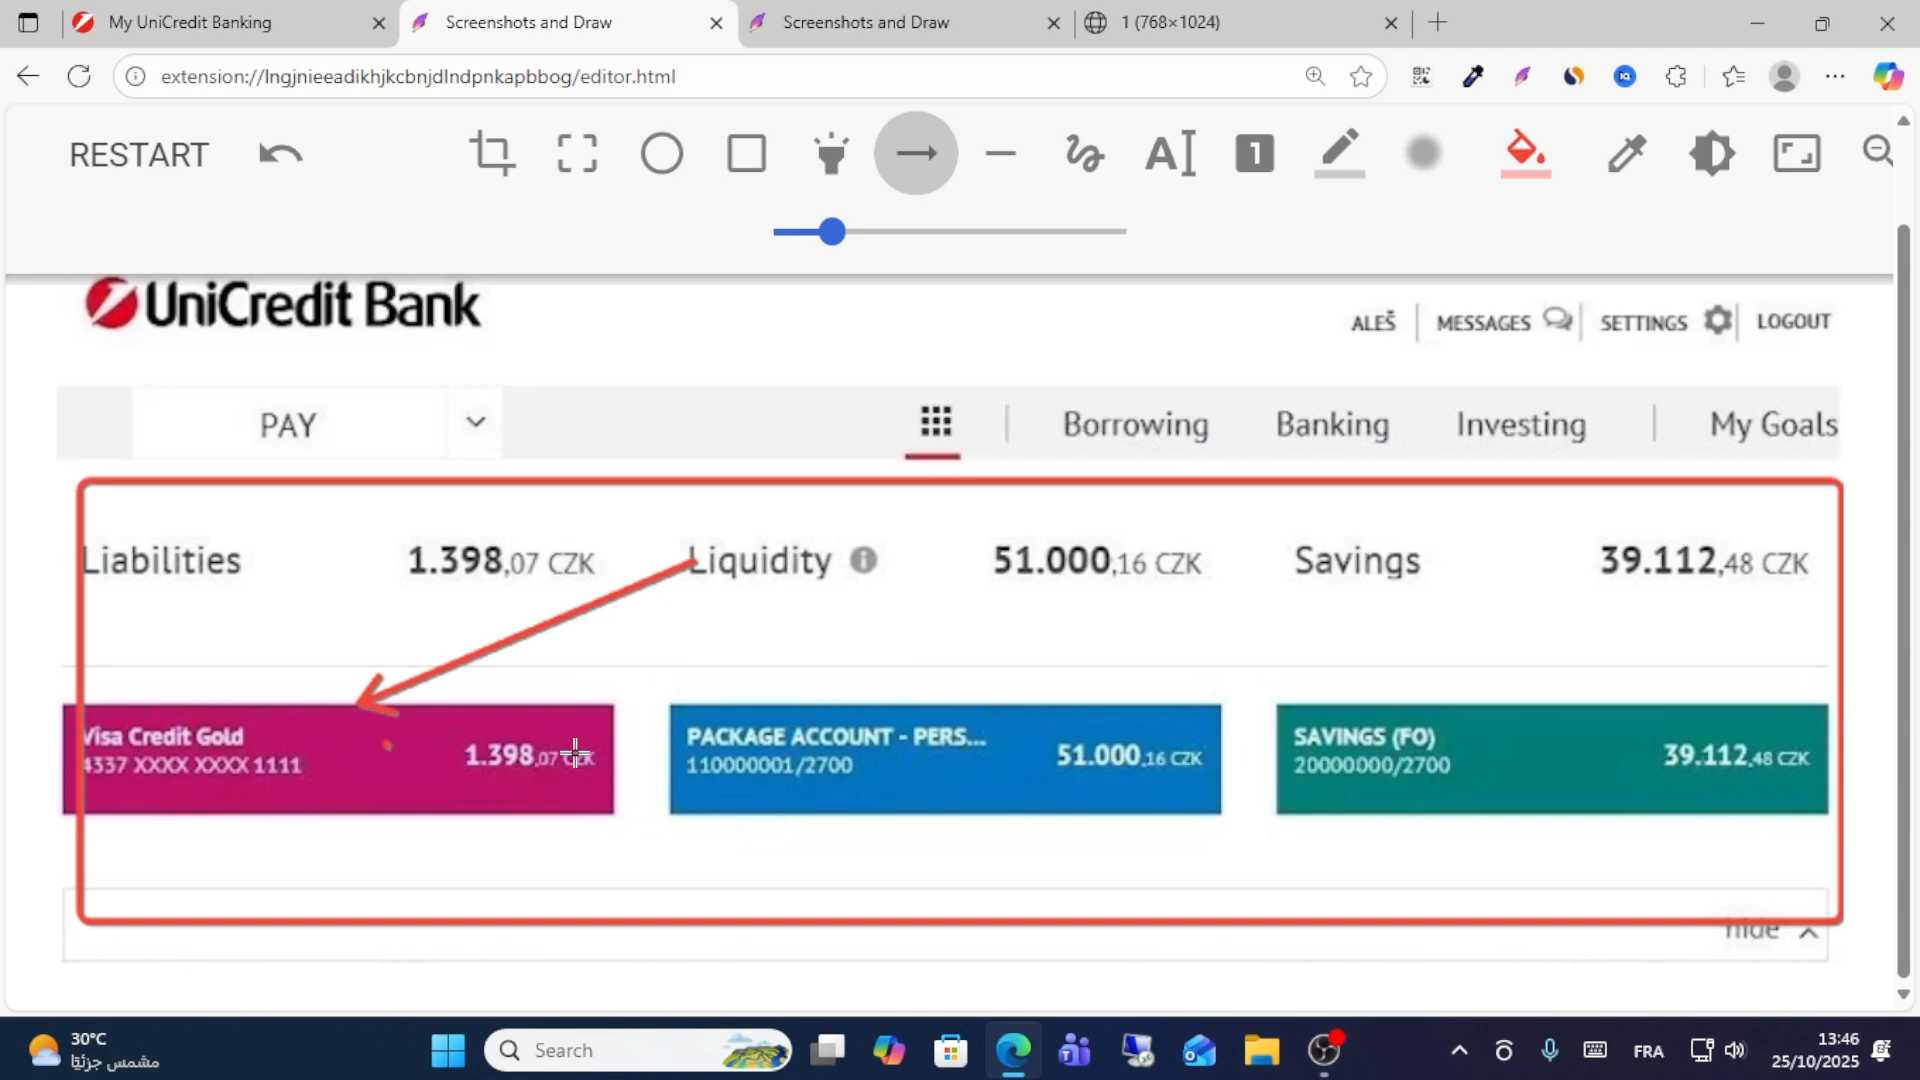 My UniCredit Banking
Screenshots and Draw
Screenshots and Draw
1 (768×1024)
extension://lngjnieeadikhjkcbnjdlndpnkapbbog/editor.html
RESTART
A
1
UniCredit Bank
ALEŠ
MESSAGES
SETTINGS
LOGOUT
PAY
Borrowing
Banking
Investing
My Goals
Liabilities
1.398,07 CZK
Liquidity
51.000,16 CZK
Savings
39.112,48 CZK
Visa Credit Gold
4337 XXXX XXXX 1111
1.398,07 CZK
PACKAGE ACCOUNT - PERS...
110000001/2700
51.000,16 CZK
SAVINGS (FO)
20000000/2700
39.112,48 CZK
hide
30°C
مشمس جزئيًا
Search
FRA
13:46
25/10/2025